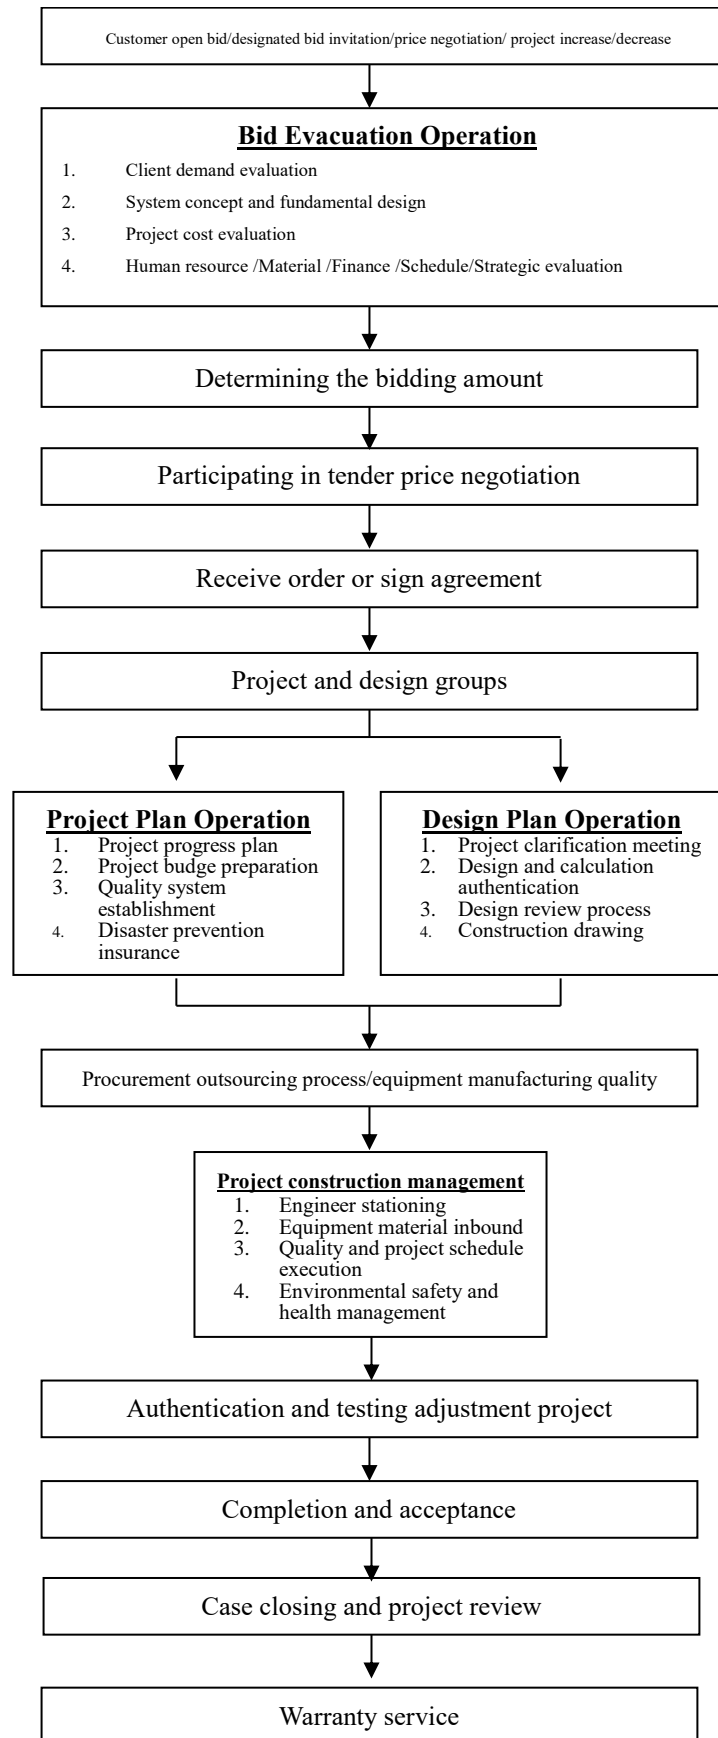 Customer open bid/designated bid invitation/price negotiation/ project increase/decrease
Bid Evacuation Operation
1. Client demand evaluation
2. System concept and fundamental design
3. Project cost evaluation
4. Human resource /Material /Finance /Schedule/Strategic evaluation
Determining the bidding amount
Participating in tender price negotiation
Receive order or sign agreement
Project and design groups
Project Plan Operation
1. Project progress plan
2. Project budge preparation
3. Quality system
establishment
4. Disaster prevention
insurance
Design Plan Operation
1. Project clarification meeting
2. Design and calculation
authentication
3. Design review process
4. Construction drawing
Procurement outsourcing process/equipment manufacturing quality
Project construction management
1. Engineer stationing
2. Equipment material inbound
3. Quality and project schedule
execution
4. Environmental safety and
health management
Authentication and testing adjustment project
Completion and acceptance
Case closing and project review
Warranty service